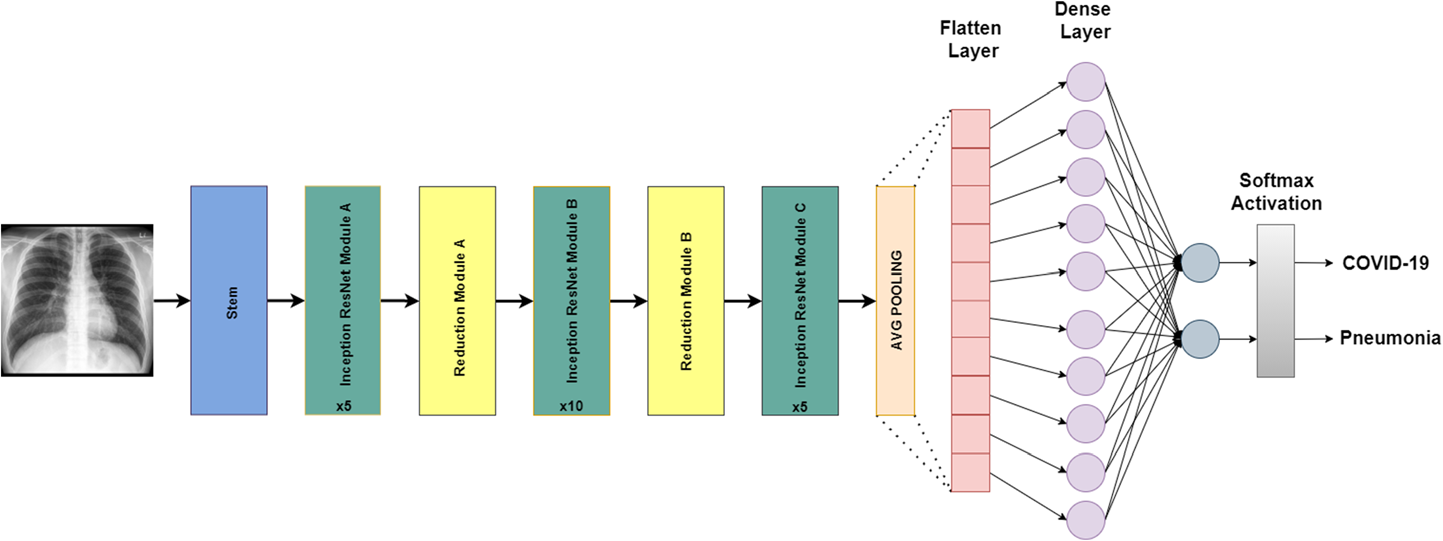 Flatten
Layer
Dense
Layer
Stem
Inception ResNet Module A
x5
Reduction Module A
Inception ResNet Module B
x10
Reduction Module B
Inception ResNet Module C
x5
AVG POOLING
Softmax
Activation
COVID-19
Pneumonia